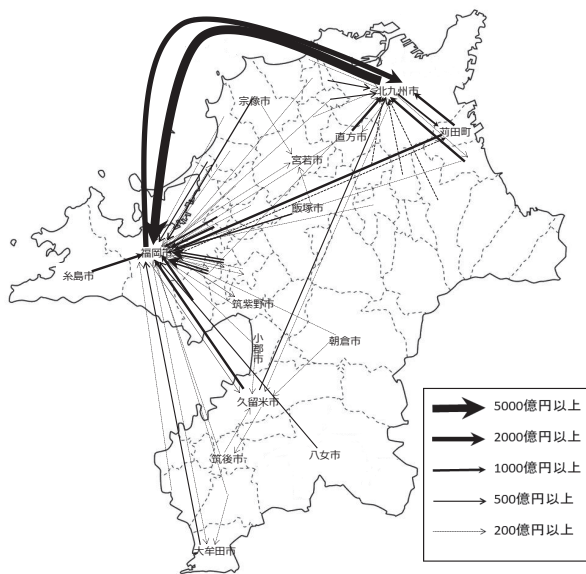 宗像市
北九州市
直方市
苅田町
宮若市
飯塚市
福岡市
糸島市
筑紫野市
小郡市
朝倉市
久留米市
筑後市
八女市
大牟田市
5000億円以上
2000億円以上
1000億円以上
500億円以上
200億円以上